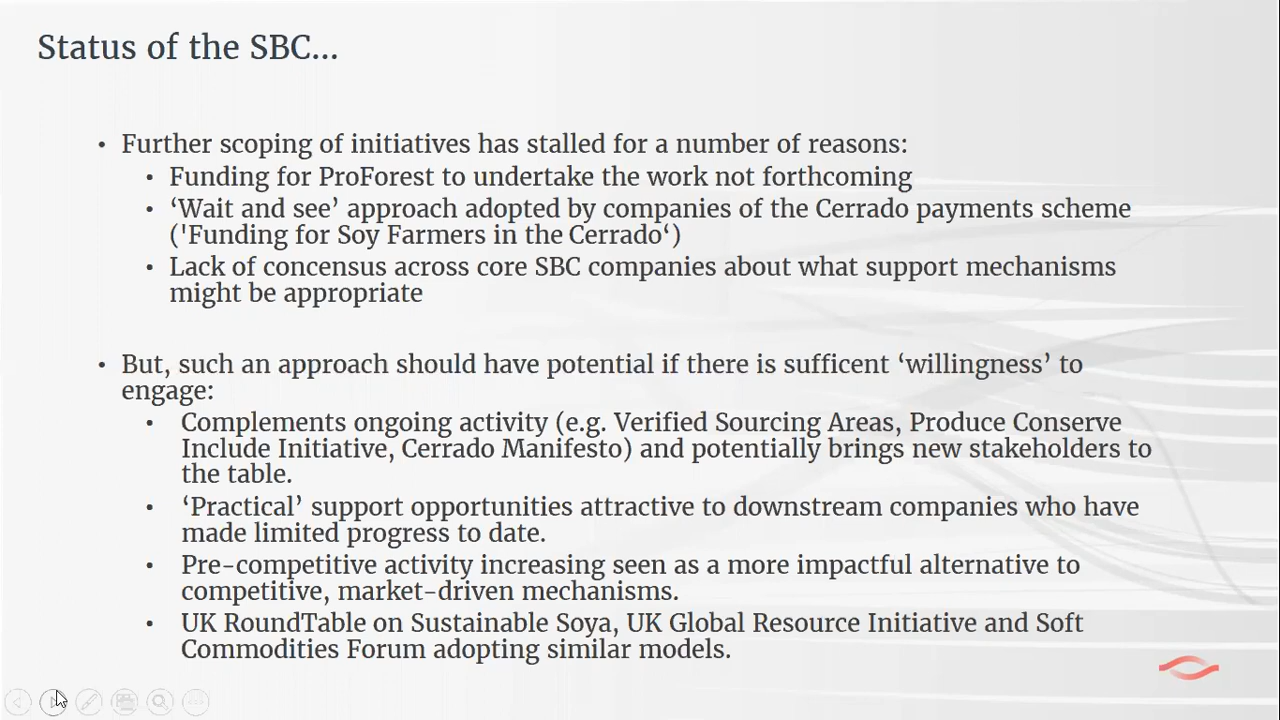 Status of the SBC...
• Further scoping of initiatives has stalled for a number of reasons:
• Funding for ProForest to undertake the work not forthcoming
• ‘Wait and see’ approach adopted by companies of the Cerrado payments scheme
('Funding for Soy Farmers in the Cerrado‘)
• Lack of concensus across core SBC companies about what support mechanisms
might be appropriate
• But, such an approach should have potential if there is sufficent ‘willingness’ to
engage:
• Complements ongoing activity (e.g. Verified Sourcing Areas, Produce Conserve
Include Initiative, Cerrado Manifesto) and potentially brings new stakeholders to
the table.
• ‘Practical’ support opportunities attractive to downstream companies who have
made limited progress to date.
• Pre-competitive activity increasing seen as a more impactful alternative to
competitive, market-driven mechanisms.
• UK RoundTable on Sustainable Soya, UK Global Resource Initiative and Soft
Commodities Forum adopting similar models.